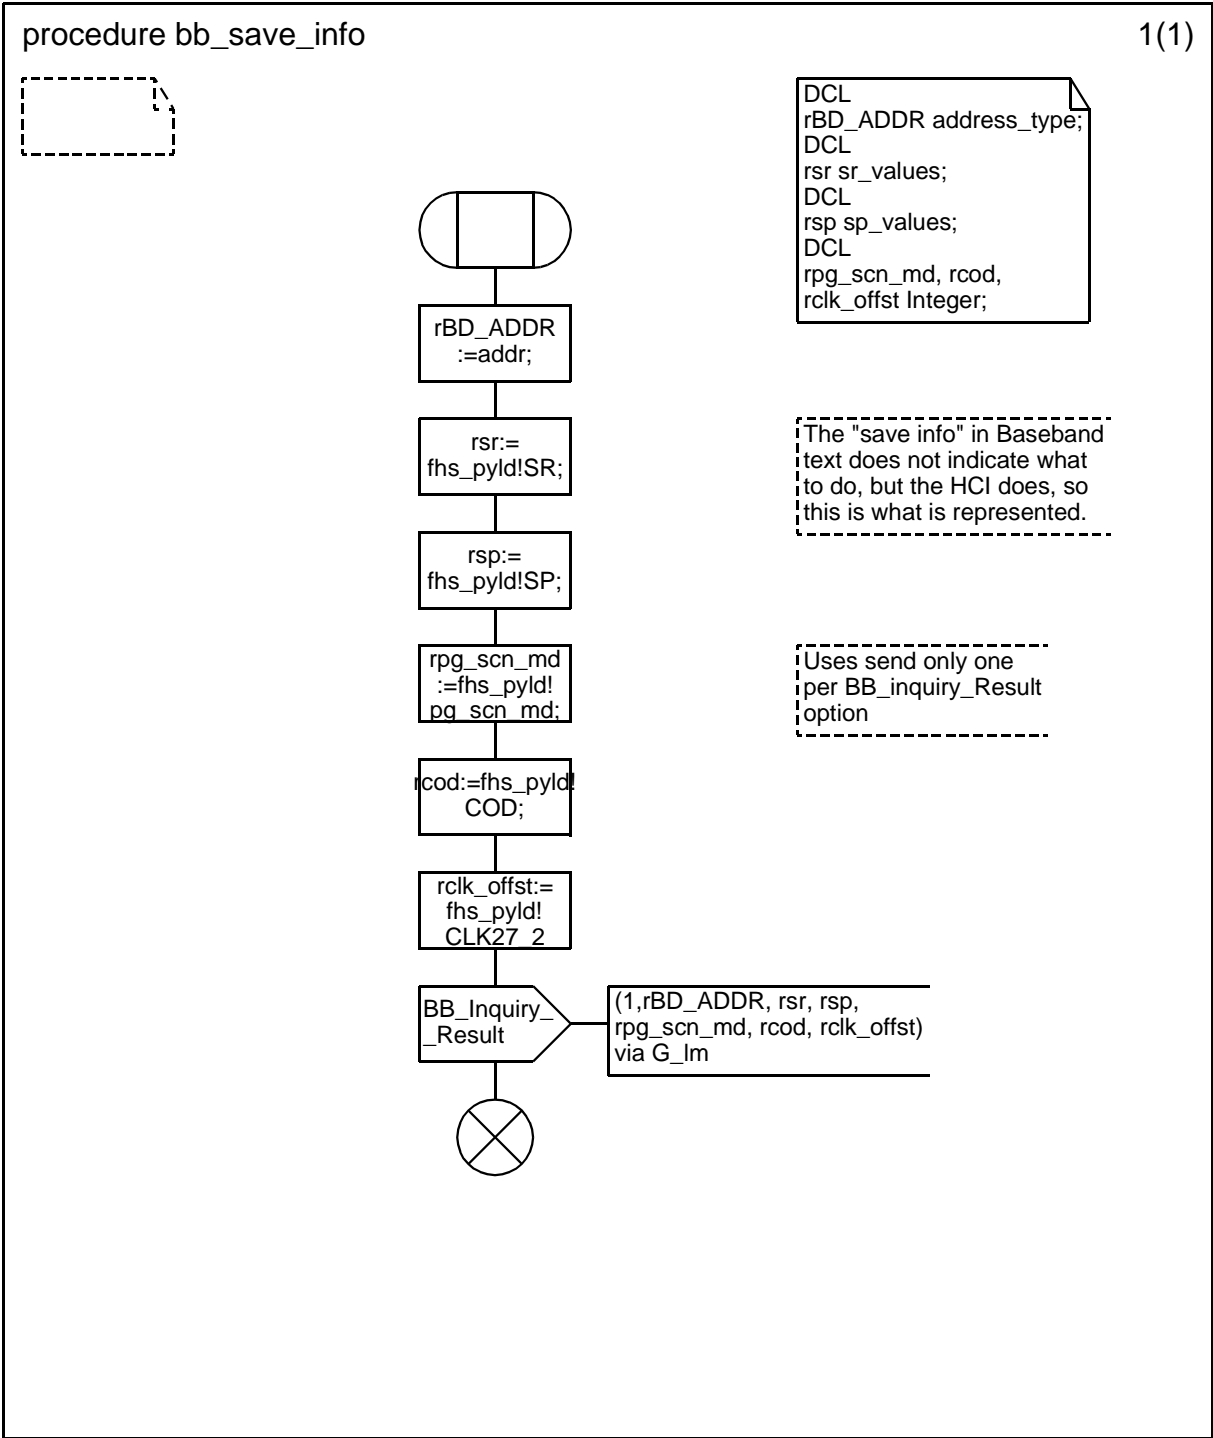 procedure bb_save_info
1(1)
DCL
rBD_ADDR address_type;
DCL
rsr sr_values;
DCL
rsp sp_values;
DCL
rpg_scn_md, rcod,
rclk_offst Integer;
rBD_ADDR
:=addr;
rsr:=
fhs_pyld!SR;
The "save info" in Baseband
text does not indicate what
to do, but the HCI does, so
this is what is represented.
rsp:=
fhs_pyld!SP;
rpg_scn_md
:=fhs_pyld!
pg_scn_md;
Uses send only one
per BB_inquiry_Result
option
rcod:=fhs_pyld!
COD;
rclk_offst:=
fhs_pyld!
CLK27_2
BB_Inquiry_
_Result
(1,rBD_ADDR, rsr, rsp,
rpg_scn_md, rcod, rclk_offst)
via G_lm